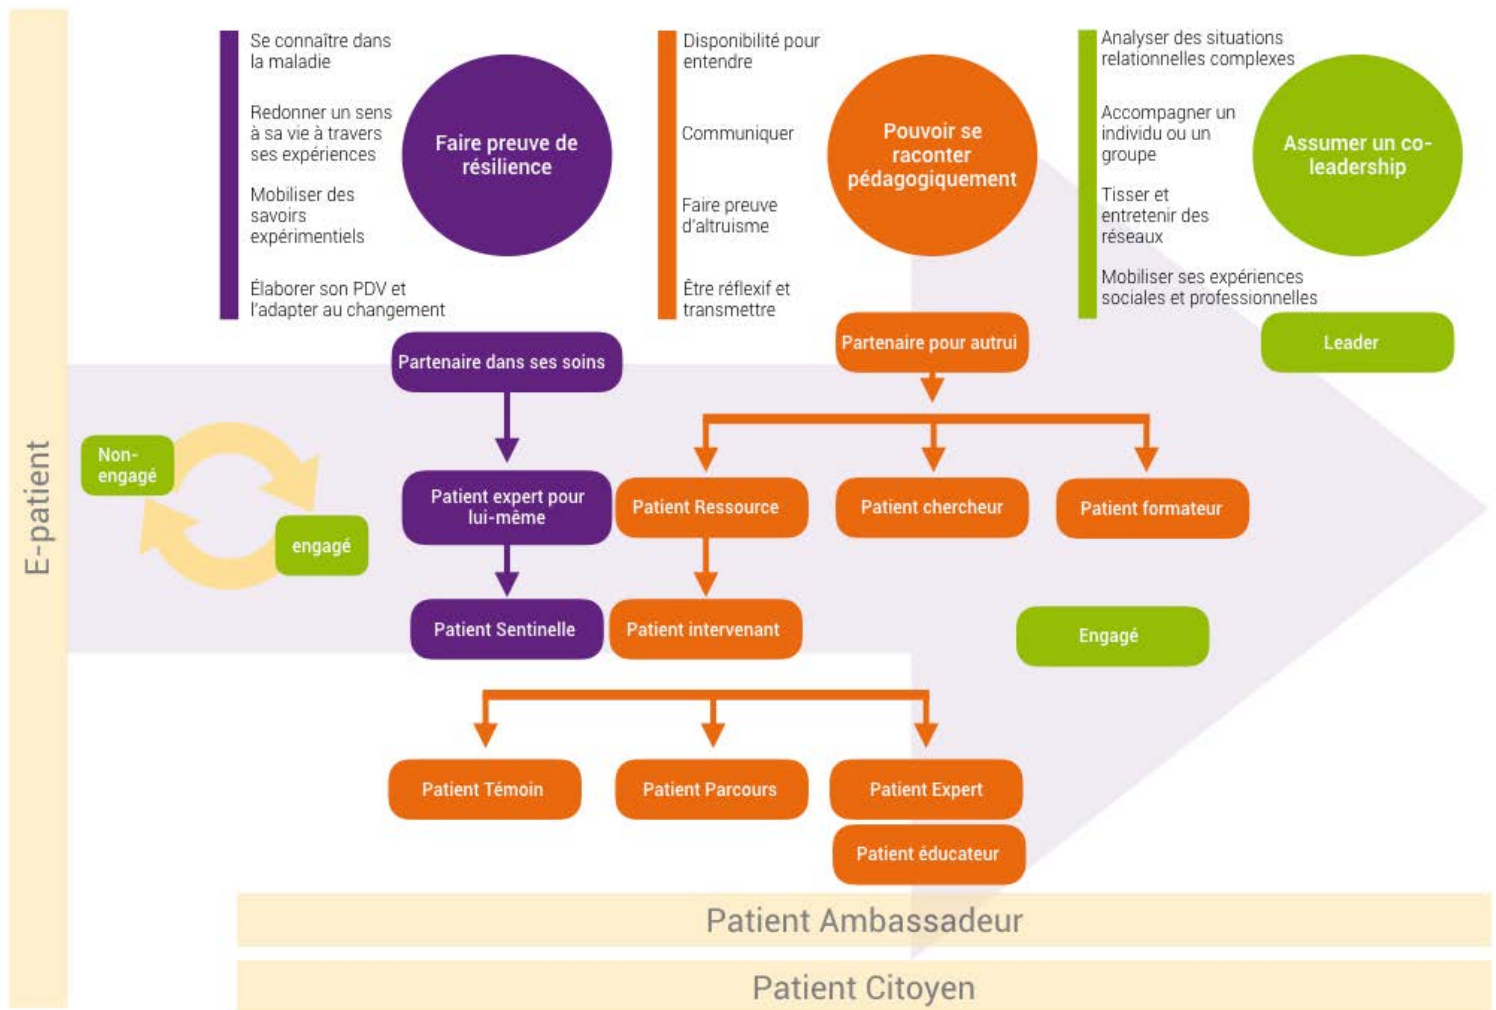 E-patient
Se connaître dans
la maladie
Redonner un sens
à sa vie à travers
ses expériences
Mobiliser des
savoirs
expérimentiels
Élaborer son PDV et
l'adapter au changement
Faire preuve de
résilience
Disponibilité pour
entendre
Communiquer
Faire preuve
d'altruisme
Être réflexif et
transmettre
Pouvoir se
raconter
pédagogiquement
Analyser des situations
relationnelles complexes
Accompagner un
individu ou un
groupe
Tisser et
entretenir des
réseaux
Mobiliser ses expériences
sociales et professionnelles
Assumer un co-
leadership
Partenaire dans ses soins
Partenaire pour autrui
Leader
Non-
engagé
engagé
Patient expert pour
lui-même
Patient Ressource
Patient chercheur
Patient formateur
Patient Sentinelle
Patient intervenant
Engagé
Patient Témoin
Patient Parcours
Patient Expert
Patient éducateur
Patient Ambassadeur
Patient Citoyen